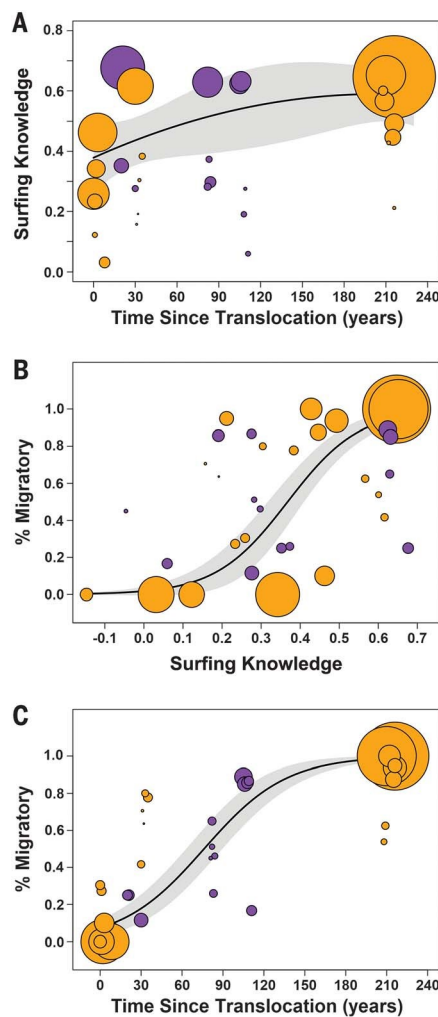 A
0.8
0.6
0.4
0.2
0.0
Surfing Knowledge
0 30 60 90 120 150 180 210 240
Time Since Translocation (years)
B
1.0
0.8
0.6
0.4
0.2
0.0
% Migratory
-0.1 0.0 0.1 0.2 0.3 0.4 0.5 0.6 0.7
Surfing Knowledge
C
1.0
0.8
0.6
0.4
0.2
0.0
% Migratory
0 30 60 90 120 150 180 210 240
Time Since Translocation (years)